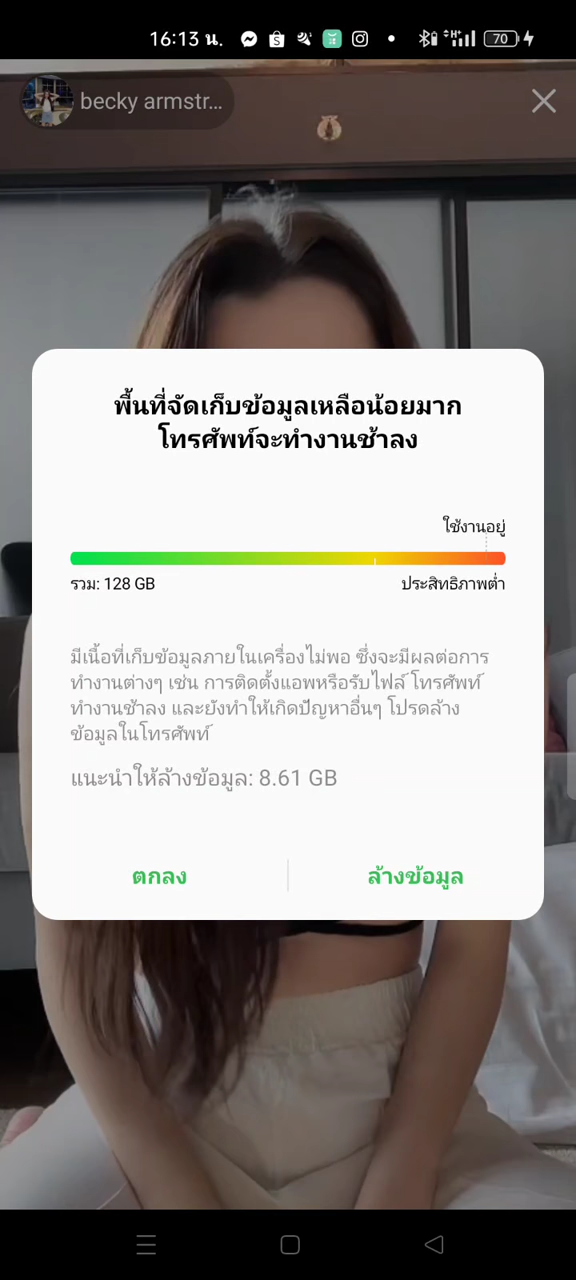 16:13 น.
70
becky armstr...
พื้นที่จัดเก็บข้อมูลเหลือน้อยมาก
โทรศัพท์จะทำงานช้าลง
ใช้งานอยู่
รวม: 128 GB
ประสิทธิภาพต่ำ
มีเนื้อที่เก็บข้อมูลภายในเครื่องไม่พอ ซึ่งจะมีผลต่อการ
ทำงานต่างๆ เช่น การติดตั้งแอพหรือรับไฟล์ โทรศัพท์
ทำงานช้าลง และยังทำให้เกิดปัญหาอื่นๆ โปรดล้าง
ข้อมูลในโทรศัพท์
แนะนำให้ล้างข้อมูล: 8.61 GB
ตกลง
ล้างข้อมูล